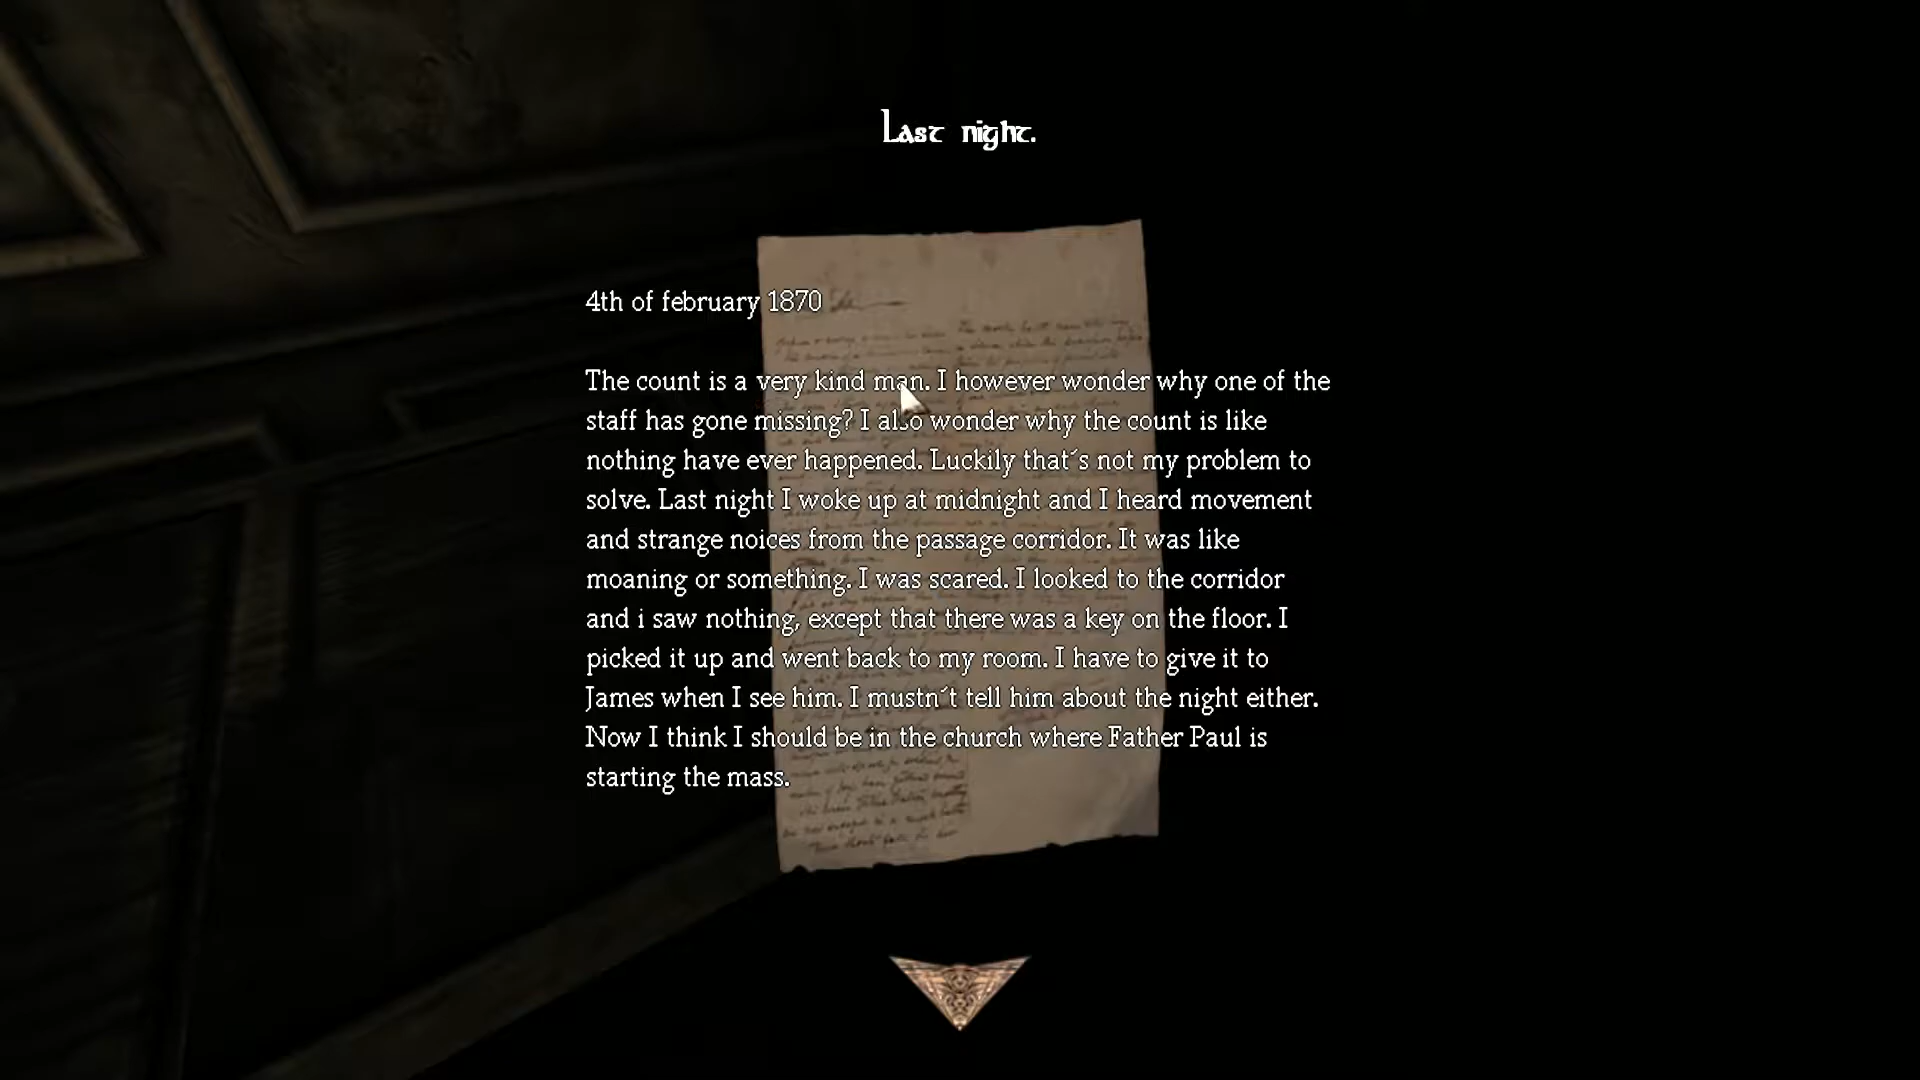 Last night.
4th of february 1870
The count is a very kind man. I however wonder why one of the
staff has gone missing? I also wonder why the count is like
nothing have ever happened. Luckily that´s not my problem to
solve. Last night I woke up at midnight and I heard movement
and strange noices from the passage corridor. It was like
moaning or something. I was scared. I looked to the corridor
and i saw nothing, except that there was a key on the floor. I
picked it up and went back to my room. I have to give it to
James when I see him. I mustn´t tell him about the night either.
Now I think I should be in the church where Father Paul is
starting the mass.